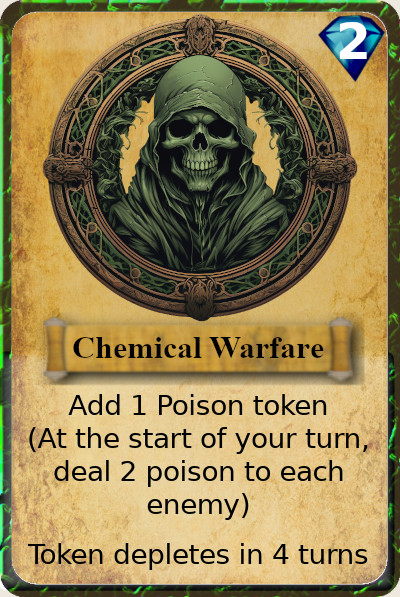 2
Chemical Warfare
Add 1 Poison token
(At the start of your turn,
deal 2 poison to each
enemy)
Token depletes in 4 turns